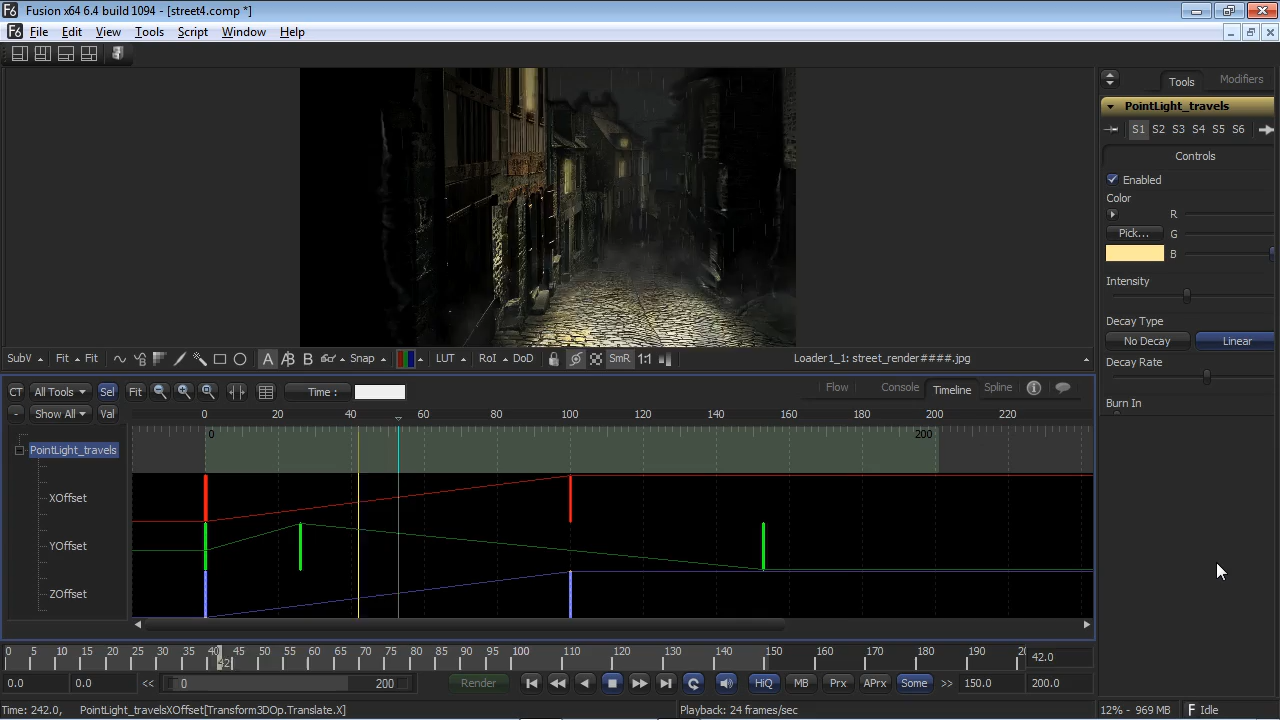 Fusion x64 6.4 build 1094 - [street4.comp *]
File Edit View Tools Script Window Help
Tools Modifiers
PointLight_travels
S1 S2 S3 S4 S5 S6
Controls
Enabled
Color
R
Pick... G
B
Intensity
Decay Type
No Decay Linear
Decay Rate
Burn In
SubV Fit Fit A B Snap LUT RoI DoD SmR 1:1 Loader1_1: street_render####.jpg
CT All Tools Sel Fit Time : Flow Console Timeline Spline
- Show All Val 0 20 40 60 80 100 120 140 160 180 200 220
0 200
PointLight_travels
XOffset
YOffset
ZOffset
0 5 10 15 20 25 30 35 40 45 50 55 60 65 70 75 80 85 90 95 100 110 120 130 140 150 160 170 180 190 42.0
42
0.0 0.0 << 0 200 Render HiQ MB Prx APrx Some >> 150.0 200.0
Time: 242.0, PointLight_travelsXOffset[Transform3DOp.Translate.X] Playback: 24 frames/sec 12% - 969 MB Idle